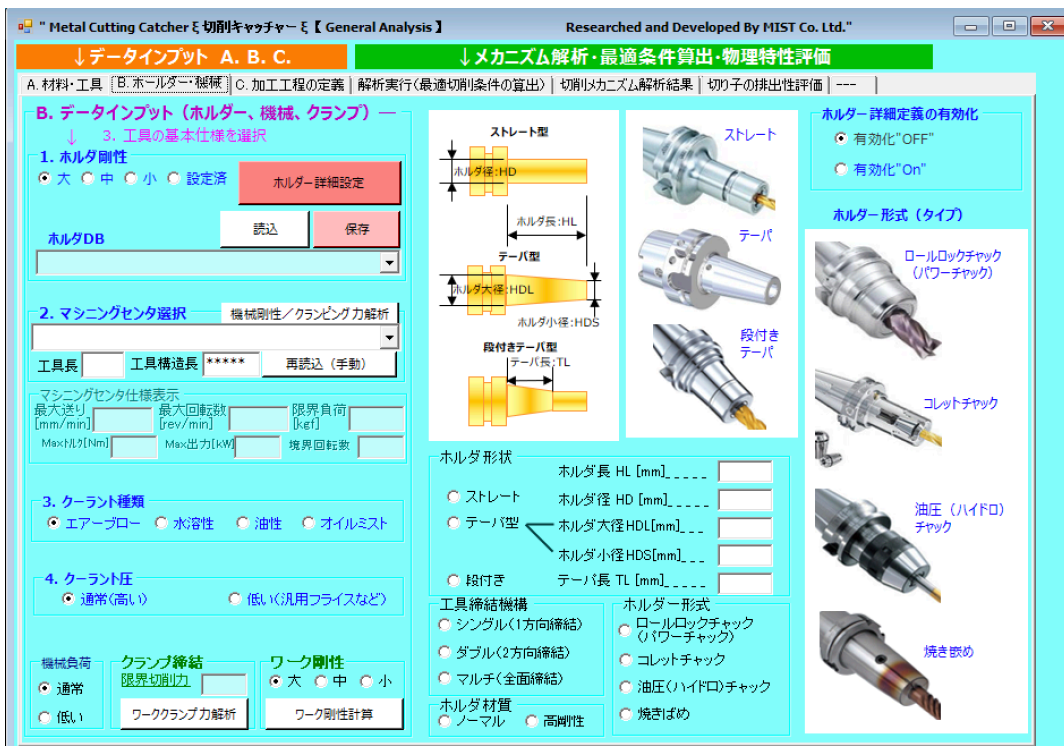 " Metal Cutting Catcher ξ 切削キャッチャー ξ 【 General Analysis 】 Researched and Developed By MIST Co. Ltd."
↓データインプット A. B. C.
↓メカニズム解析・最適条件算出・物理特性評価
A. 材料・工具
B. ホールダー・機械
C. 加工工程の定義
解析実行(最適切削条件の算出)
切削メカニズム解析結果
切り子の排出性評価
---
B. データインプット（ホルダー、機械、クランプ）
↓ 3. 工具の基本仕様を選択
1. ホルダ剛性
大 中 小 設定済
ホルダー詳細設定
読込
保存
ホルダDB
2. マシニングセンタ選択
機械剛性／クランピング力解析
工具長
工具構造長 *****
再読込（手動）
マシニングセンタ仕様表示
最大送り [mm/min]
最大回転数 [rev/min]
限界負荷 [kgf]
Maxトルク[Nm]
Max出力[kW]
境界回転数
3. クーラント種類
エアーブロー 水溶性 油性 オイルミスト
4. クーラント圧
通常(高い) 低い(汎用フライスなど)
機械負荷
通常
低い
クランプ締結
限界切削力
ワーククランプ力解析
ワーク剛性
大 中 小
ワーク剛性計算
ストレート型
ホルダ径:HD
ホルダ長:HL
テーパ型
ホルダ大径:HDL
ホルダ小径:HDS
段付きテーパ型
テーパ長:TL
ストレート
テーパ
段付き
テーパ
ホルダ形状
ホルダ長 HL [mm]_ _ _ _ _
ストレート
ホルダ径 HD [mm]_ _ _ _
テーパ型
ホルダ大径HDL[mm]_ _ _
ホルダ小径HDS[mm]_ _ _
段付き
テーパ長 TL [mm]_ _ _ _ _
工具締結機構
シングル(1方向締結)
ダブル(2方向締結)
マルチ(全面締結)
ホルダ材質
ノーマル 高剛性
ホルダー形式
ロールロックチャック
(パワーチャック)
コレットチャック
油圧(ハイドロ)チャック
焼きばめ
ホルダー詳細定義の有効化
有効化"OFF"
有効化"On"
ホルダー形式（タイプ）
ロールロックチャック
（パワーチャック）
コレットチャック
油圧（ハイドロ）
チャック
焼き嵌め